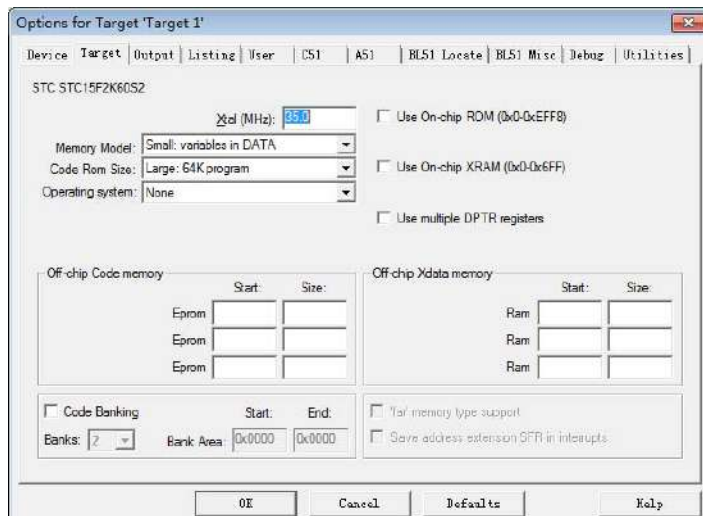 Options for Target 'Target 1'
Device Target Output Listing User C51 A51 BL51 Locate BL51 Misc Debug Utilities
STC STC15F2K60S2
Xtal (MHz): 35.0
Use On-chip ROM (0x0-0xEFF8)
Memory Model: Small: variables in DATA
Code Rom Size: Large: 64K program
Use On-chip XRAM (0x0-0x6FF)
Operating system: None
Use multiple DPTR registers
Off-chip Code memory
Start: Size:
Eprom
Eprom
Eprom
Off-chip Xdata memory
Start: Size:
Ram
Ram
Ram
Code Banking Start: End:
Banks: 2 Bank Area: 0x0000 0x0000
'far' memory type support
Save address extension SFR in interrupts
OK Cancel Defaults Help